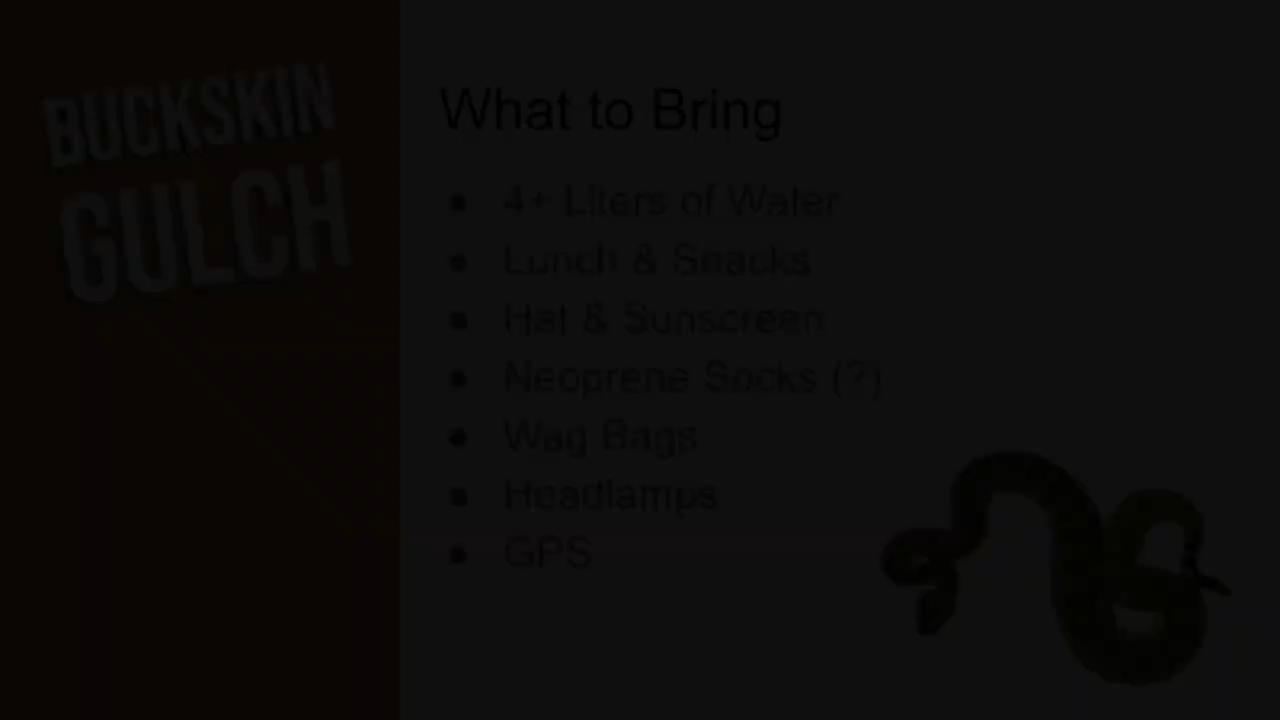 BUCKSKIN
GULCH
What to Bring
● 4+ Liters of Water
● Lunch & Snacks
● Hat & Sunscreen
● Neoprene Socks (?)
● Wag Bags
● Headlamps
● GPS